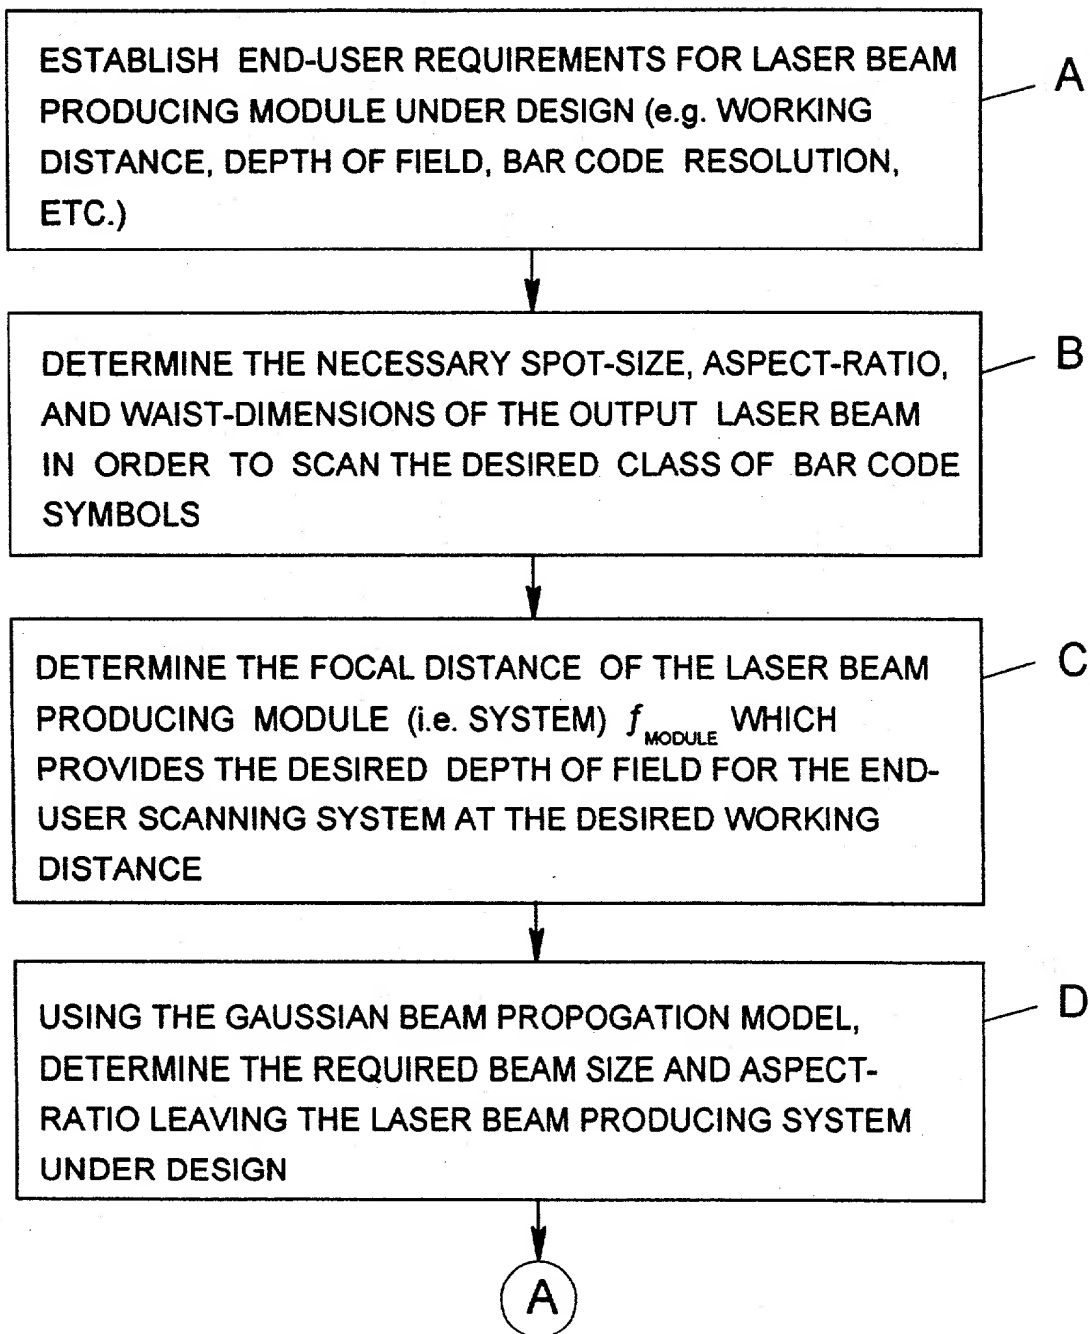 ESTABLISH END-USER REQUIREMENTS FOR LASER BEAM
PRODUCING MODULE UNDER DESIGN (e.g. WORKING
DISTANCE, DEPTH OF FIELD, BAR CODE RESOLUTION,
ETC.)
A
DETERMINE THE NECESSARY SPOT-SIZE, ASPECT-RATIO,
AND WAIST-DIMENSIONS OF THE OUTPUT LASER BEAM
IN ORDER TO SCAN THE DESIRED CLASS OF BAR CODE
SYMBOLS
B
DETERMINE THE FOCAL DISTANCE OF THE LASER BEAM
PRODUCING MODULE (i.e. SYSTEM) f MODULE WHICH
PROVIDES THE DESIRED DEPTH OF FIELD FOR THE END-
USER SCANNING SYSTEM AT THE DESIRED WORKING
DISTANCE
C
USING THE GAUSSIAN BEAM PROPOGATION MODEL,
DETERMINE THE REQUIRED BEAM SIZE AND ASPECT-
RATIO LEAVING THE LASER BEAM PRODUCING SYSTEM
UNDER DESIGN
D
A